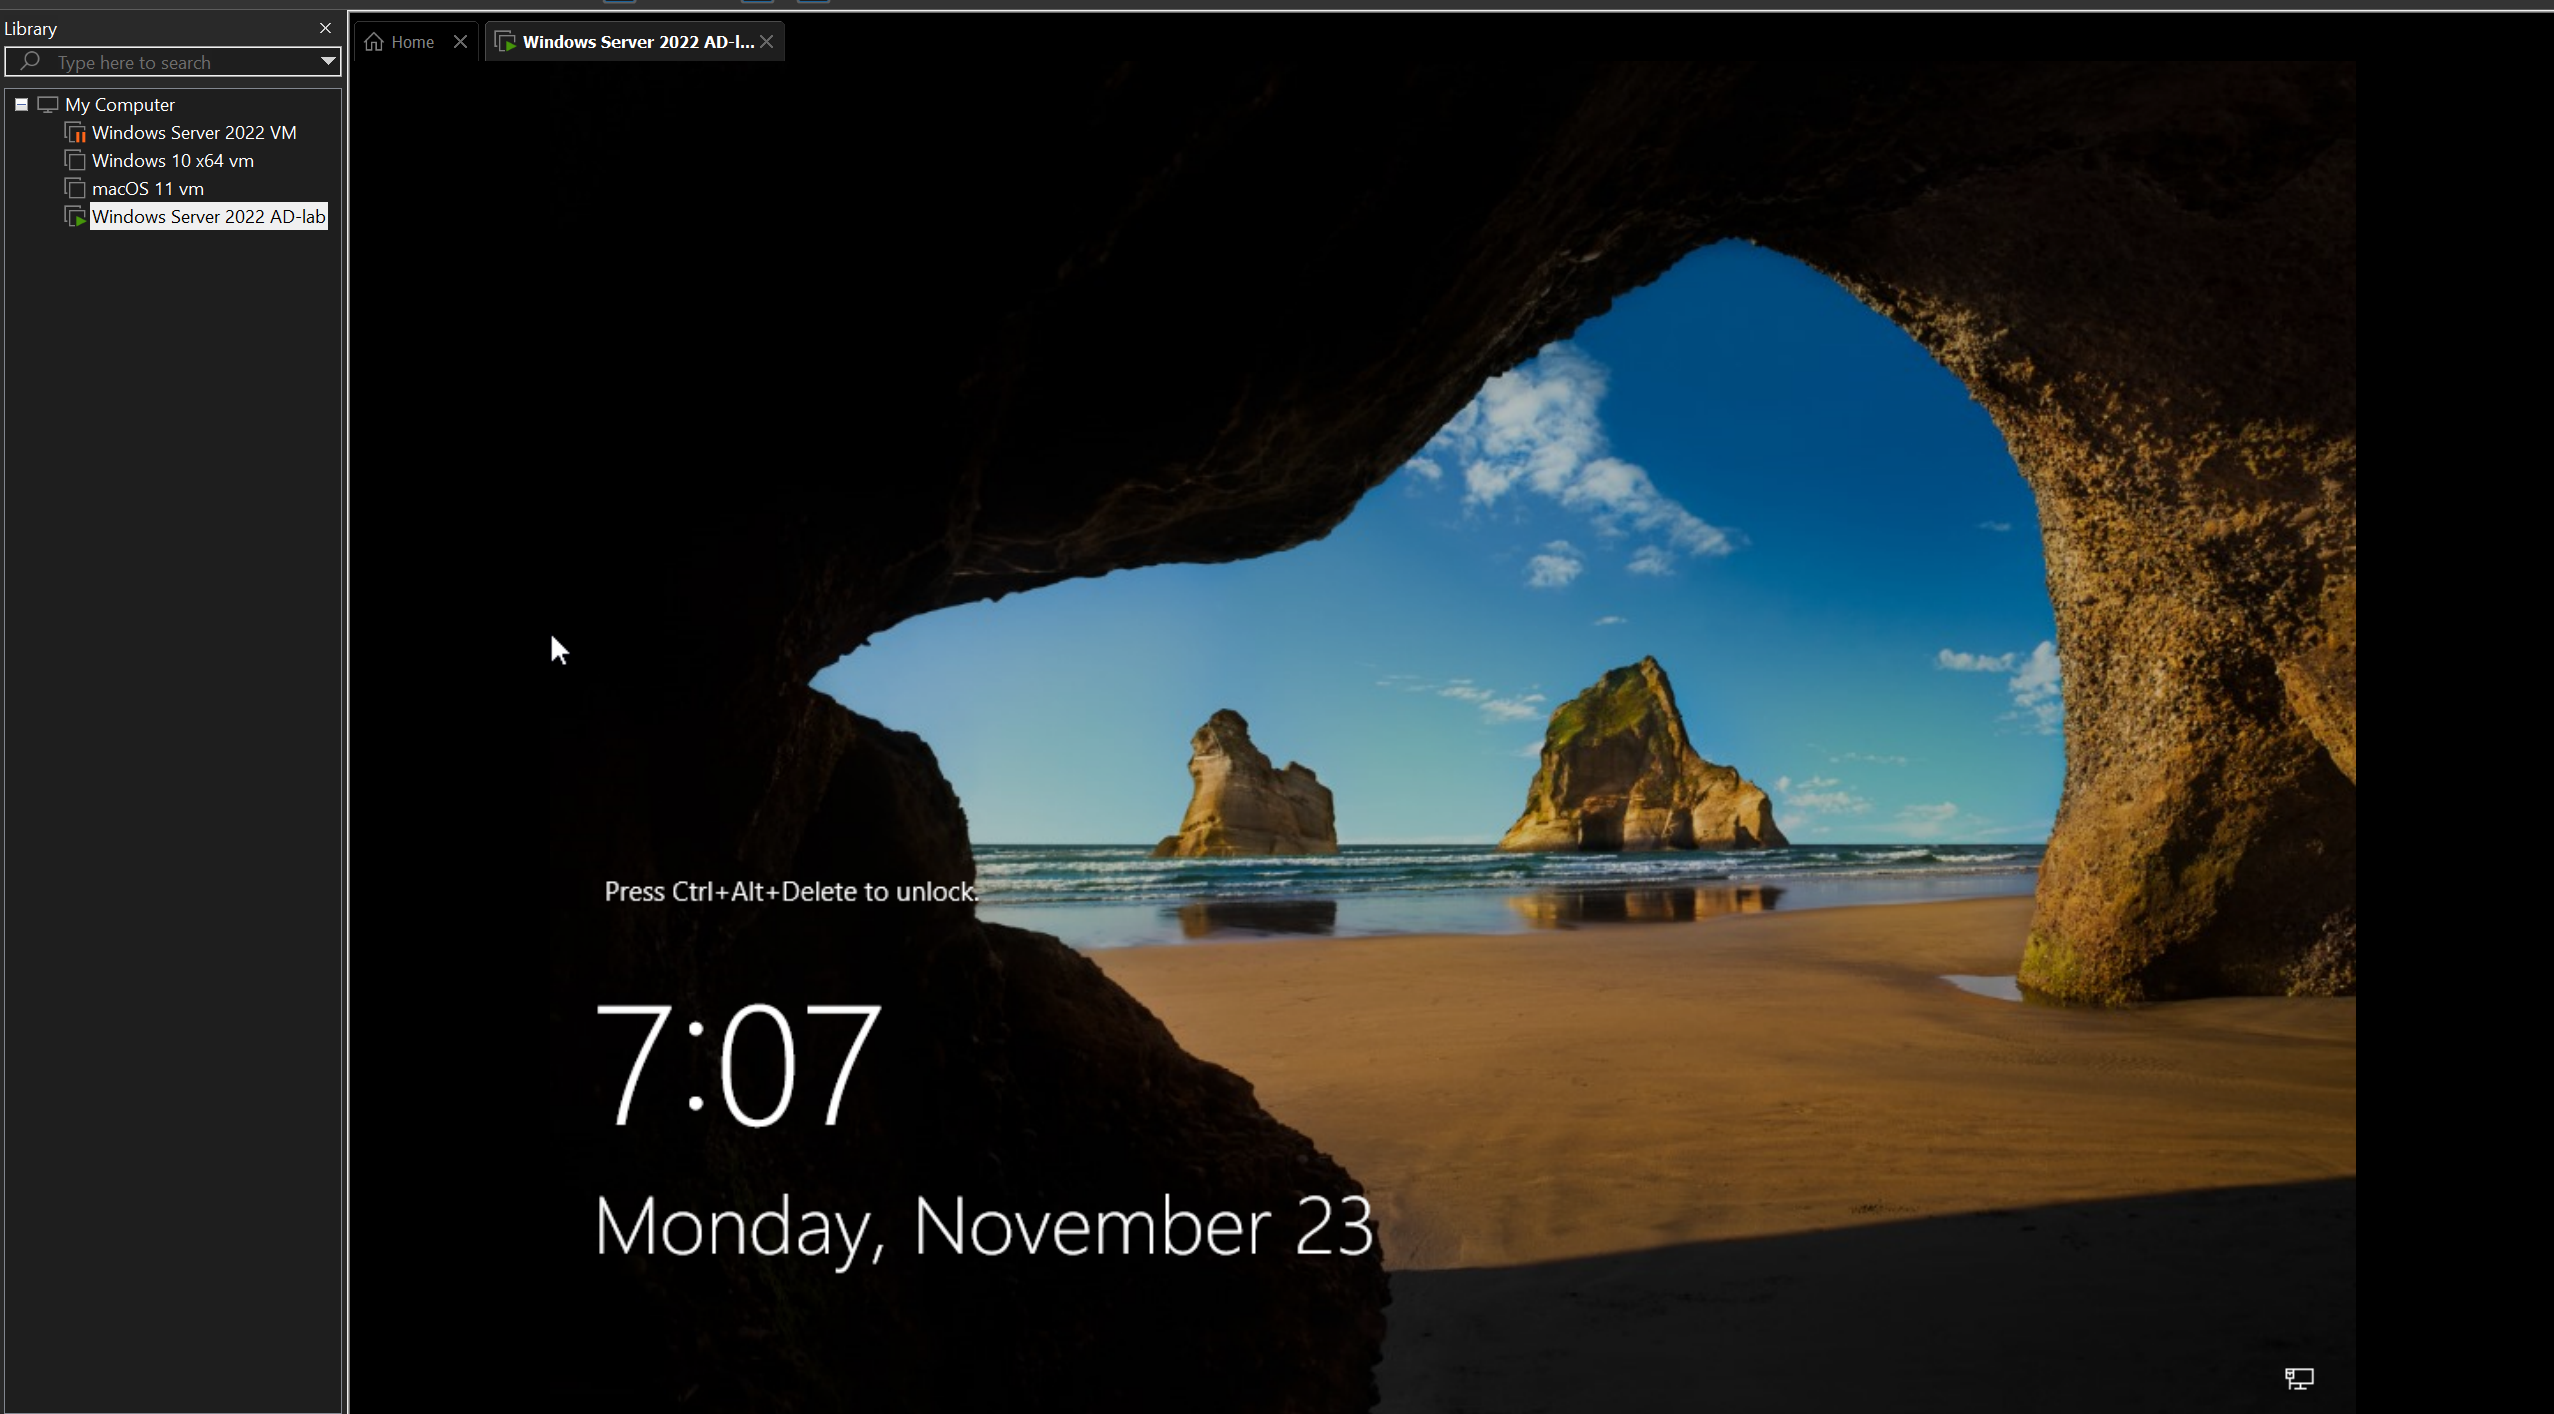 Library
Type here to search
My Computer
Windows Server 2022 VM
Windows 10 x64 vm
macOS 11 vm
Windows Server 2022 AD-lab
Home
Windows Server 2022 AD-l...
Press Ctrl+Alt+Delete to unlock.
7:07
Monday, November 23